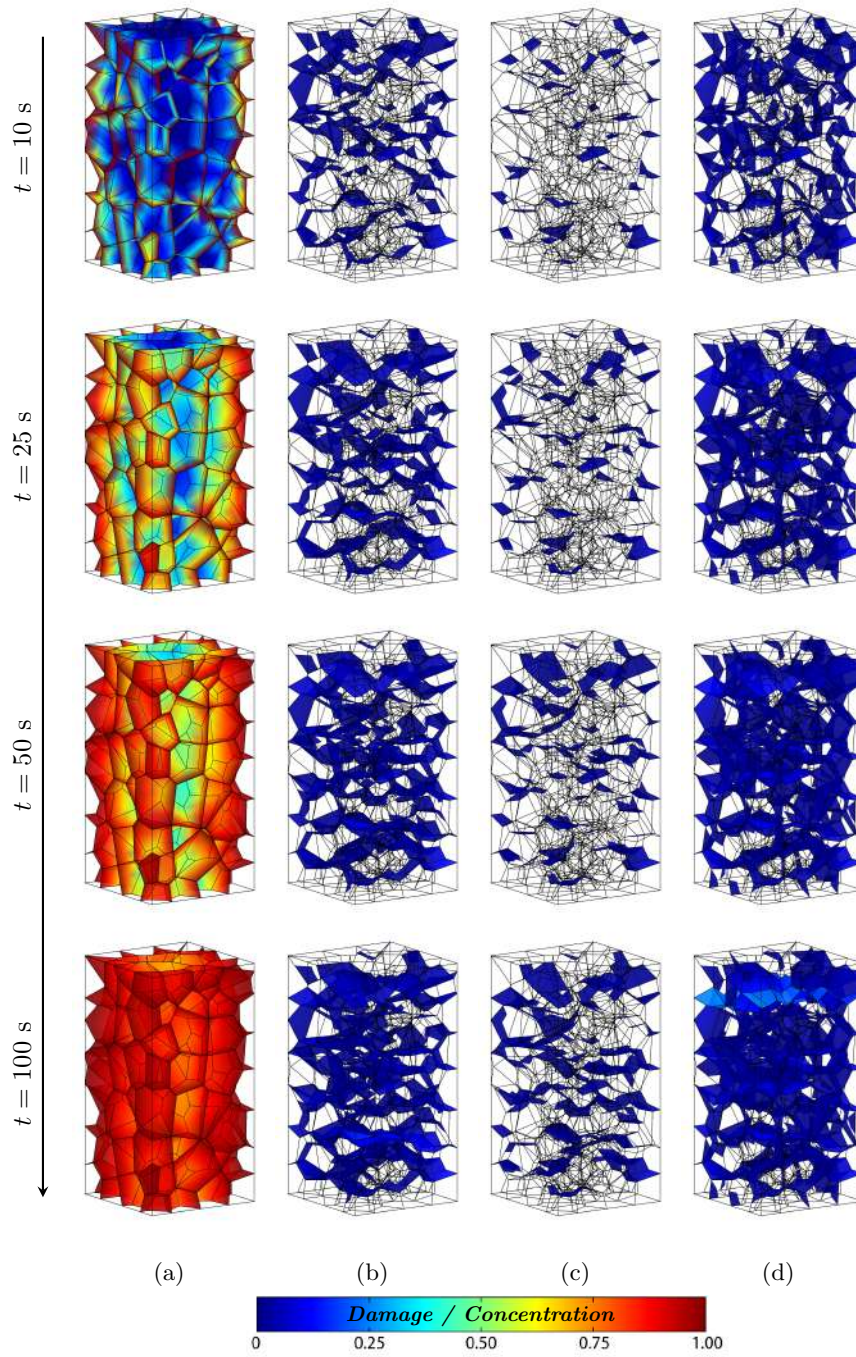 t = 10 s
t = 25 s
t = 50 s
t = 100 s
(a) (b) (c) (d)
Damage / Concentration
0 0.25 0.50 0.75 1.00